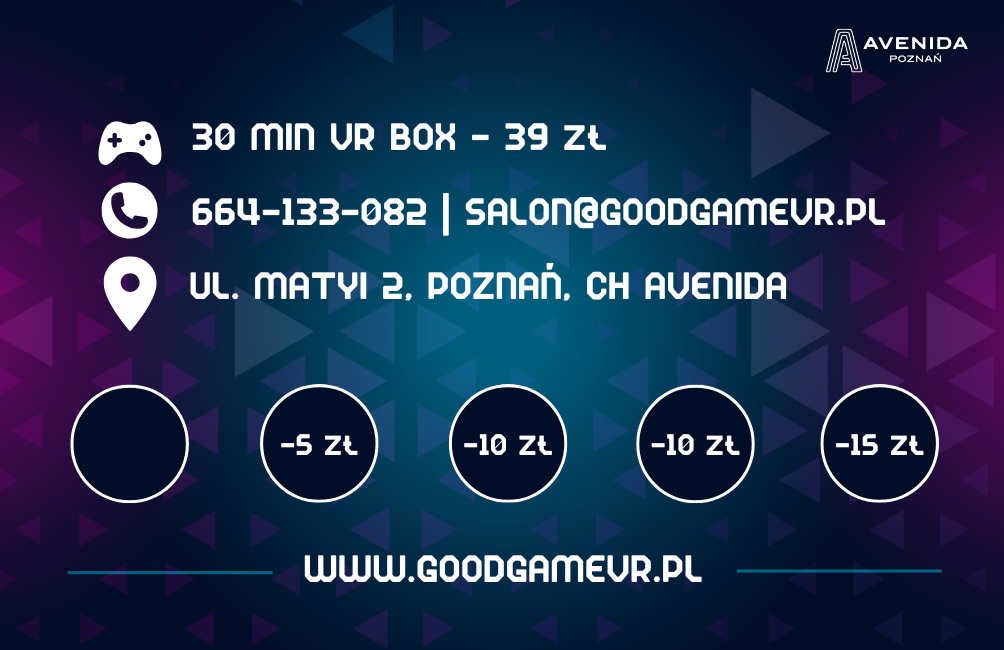 AVENIDA
POZNAŃ
30 MIN VR BOX - 39 ZŁ
664-133-082 | SALON@GOODGAMEVR.PL
UL. MATYI 2, POZNAŃ, CH AVENIDA
-5 ZŁ
-10 ZŁ
-10 ZŁ
-15 ZŁ
WWW.GOODGAMEVR.PL